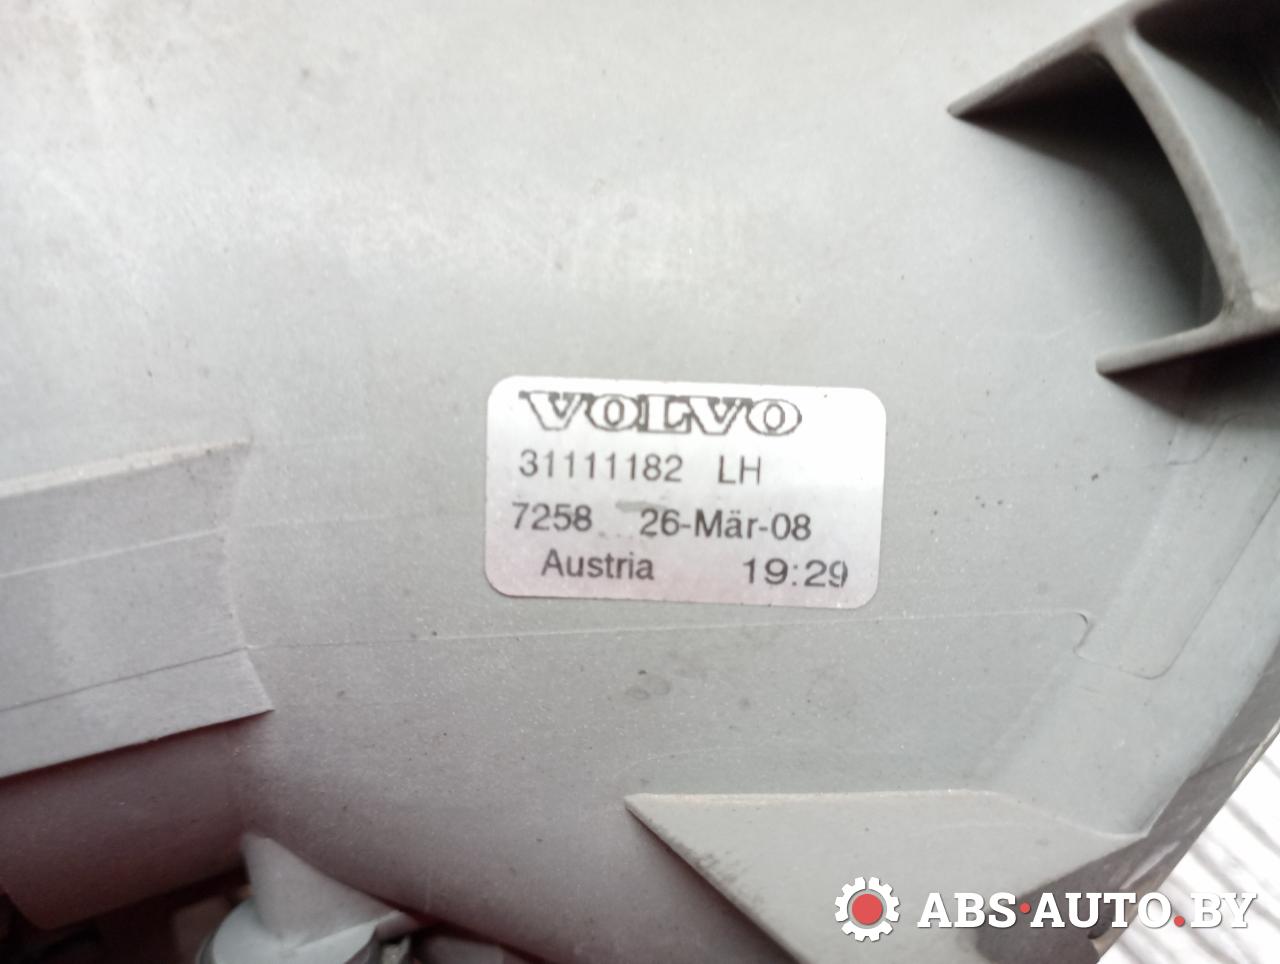 VOLVO
31111182 LH
7258 26-Mär-08
Austria 19:29
ABS·AUTO.BY